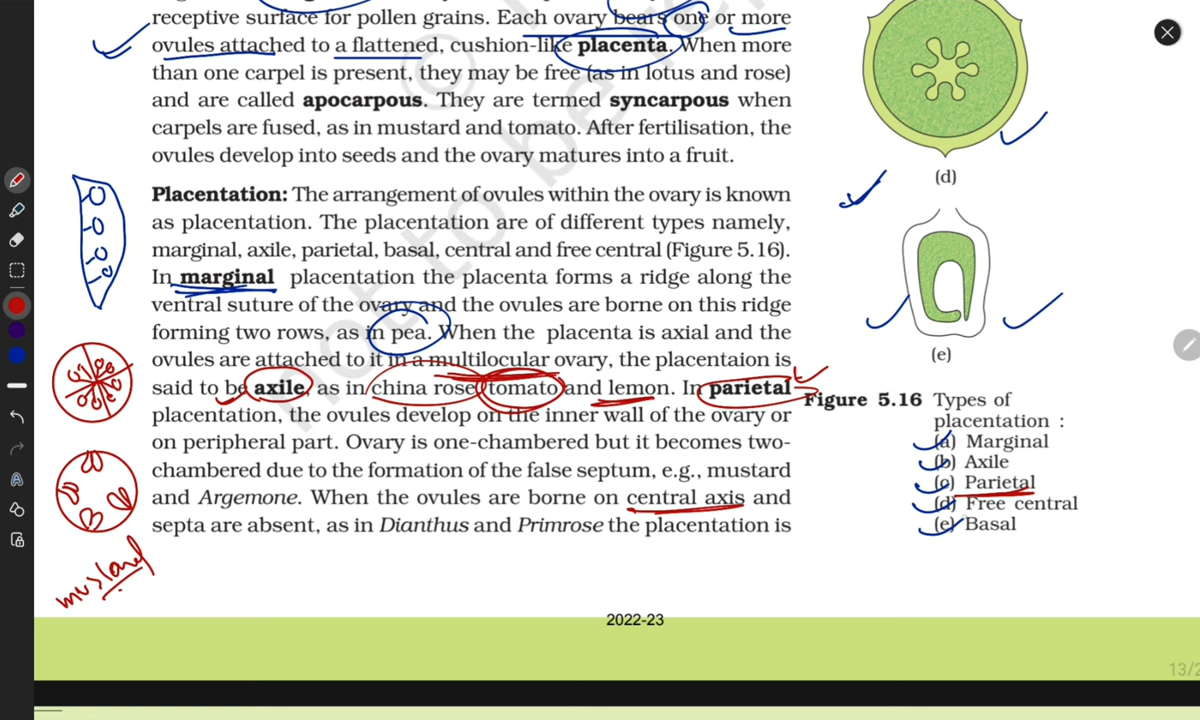 receptive surface for pollen grains. Each ovary bears one or more
ovules attached to a flattened, cushion-like placenta. When more
than one carpel is present, they may be free (as in lotus and rose)
and are called apocarpous. They are termed syncarpous when
carpels are fused, as in mustard and tomato. After fertilisation, the
ovules develop into seeds and the ovary matures into a fruit.
Placentation: The arrangement of ovules within the ovary is known
as placentation. The placentation are of different types namely,
marginal, axile, parietal, basal, central and free central (Figure 5.16).
In marginal placentation the placenta forms a ridge along the
ventral suture of the ovary and the ovules are borne on this ridge
forming two rows, as in pea. When the placenta is axial and the
ovules are attached to it in a multilocular ovary, the placentaion is
said to be axile, as in china rose, tomato and lemon. In parietal
placentation, the ovules develop on the inner wall of the ovary or
on peripheral part. Ovary is one-chambered but it becomes two-
chambered due to the formation of the false septum, e.g., mustard
and Argemone. When the ovules are borne on central axis and
septa are absent, as in Dianthus and Primrose the placentation is
(d)
(e)
Figure 5.16 Types of
placentation :
(a) Marginal
(b) Axile
(c) Parietal
(d) Free central
(e) Basal
mustard
© not to be
2022-23